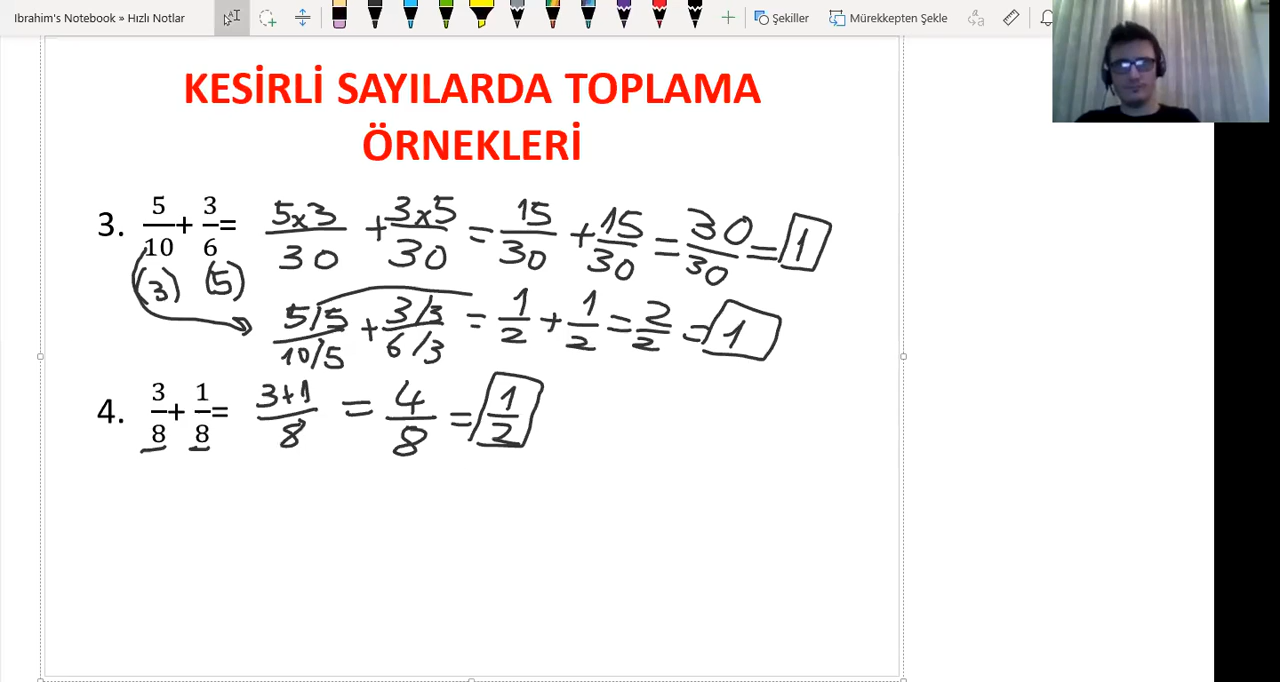 Ibrahim's Notebook » Hızlı Notlar
Şekiller
Mürekkepten Şekle
KESİRLİ SAYILARDA TOPLAMA
ÖRNEKLERİ
3. 5/10 + 3/6 = 5x3/30 + 3x5/30 = 15/30 + 15/30 = 30/30 = 1
(3) (5)
5/5 / 10/5 + 3/3 / 6/3 = 1/2 + 1/2 = 2/2 = 1
4. 3/8 + 1/8 = 3+1/8 = 4/8 = 1/2